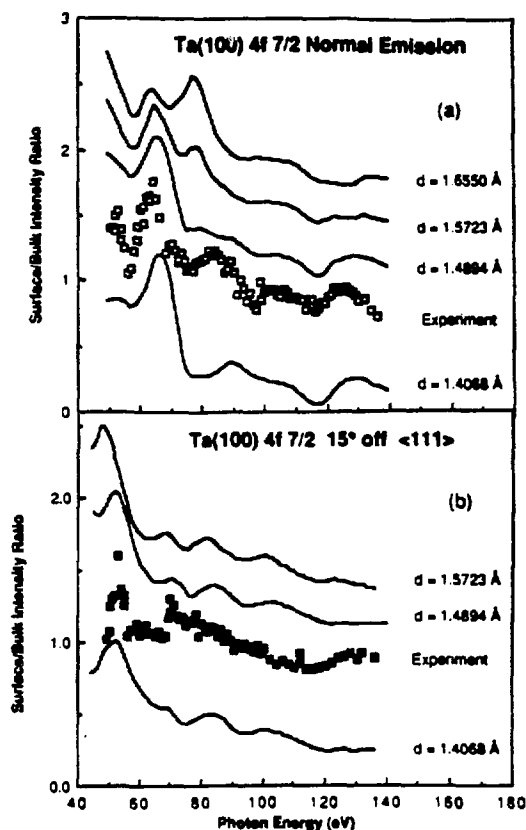 3
Ta(100) 4f 7/2 Normal Emission
(a)
2
d = 1.6550 Å
d = 1.5723 Å
d = 1.4894 Å
1
Experiment
d = 1.4068 Å
0
Surface/Bulk Intensity Ratio
Ta(100) 4f 7/2 15° off <111>
(b)
2.0
d = 1.5723 Å
d = 1.4894 Å
1.0
Experiment
d = 1.4068 Å
0.0
Surface/Bulk Intensity Ratio
40 60 80 100 120 140 160 180
Photon Energy (eV)